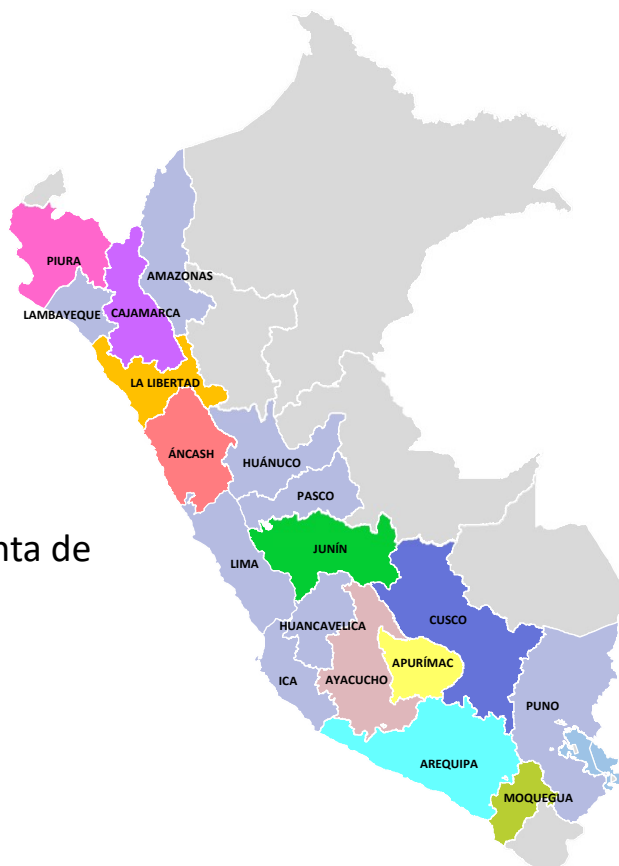 PIURA
AMAZONAS
LAMBAYEQUE
CAJAMARCA
LA LIBERTAD
ÁNCASH
HUÁNUCO
PASCO
nta de
LIMA
JUNÍN
HUANCAVELICA
CUSCO
APURÍMAC
ICA
AYACUCHO
PUNO
AREQUIPA
MOQUEGUA